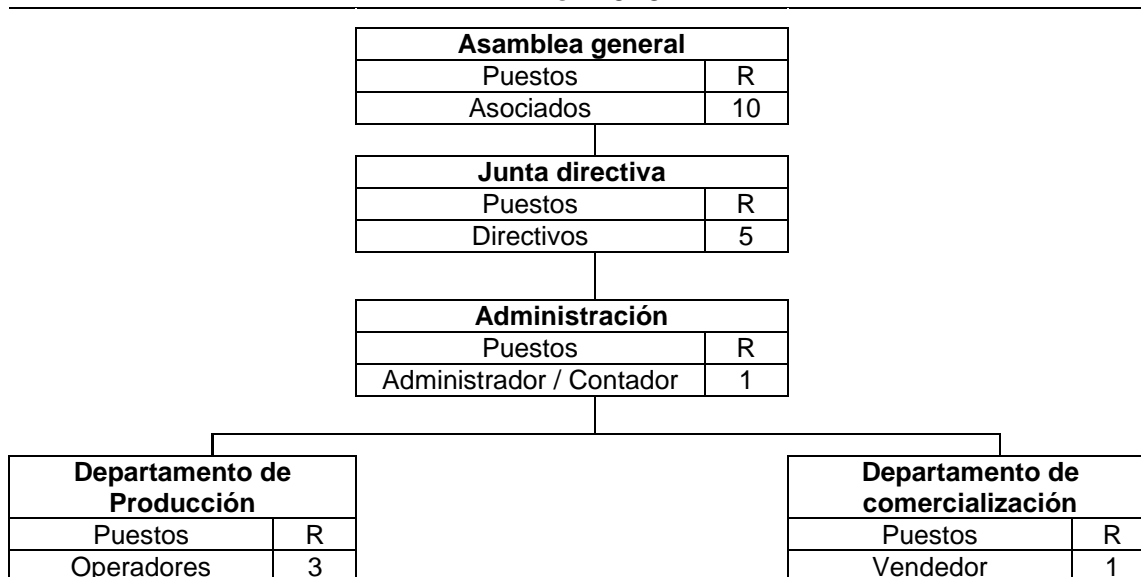 Asamblea general
Puestos R
Asociados 10
Junta directiva
Puestos R
Directivos 5
Administración
Puestos R
Administrador / Contador 1
Departamento de
Producción
Puestos R
Operadores 3
Departamento de
comercialización
Puestos R
Vendedor 1